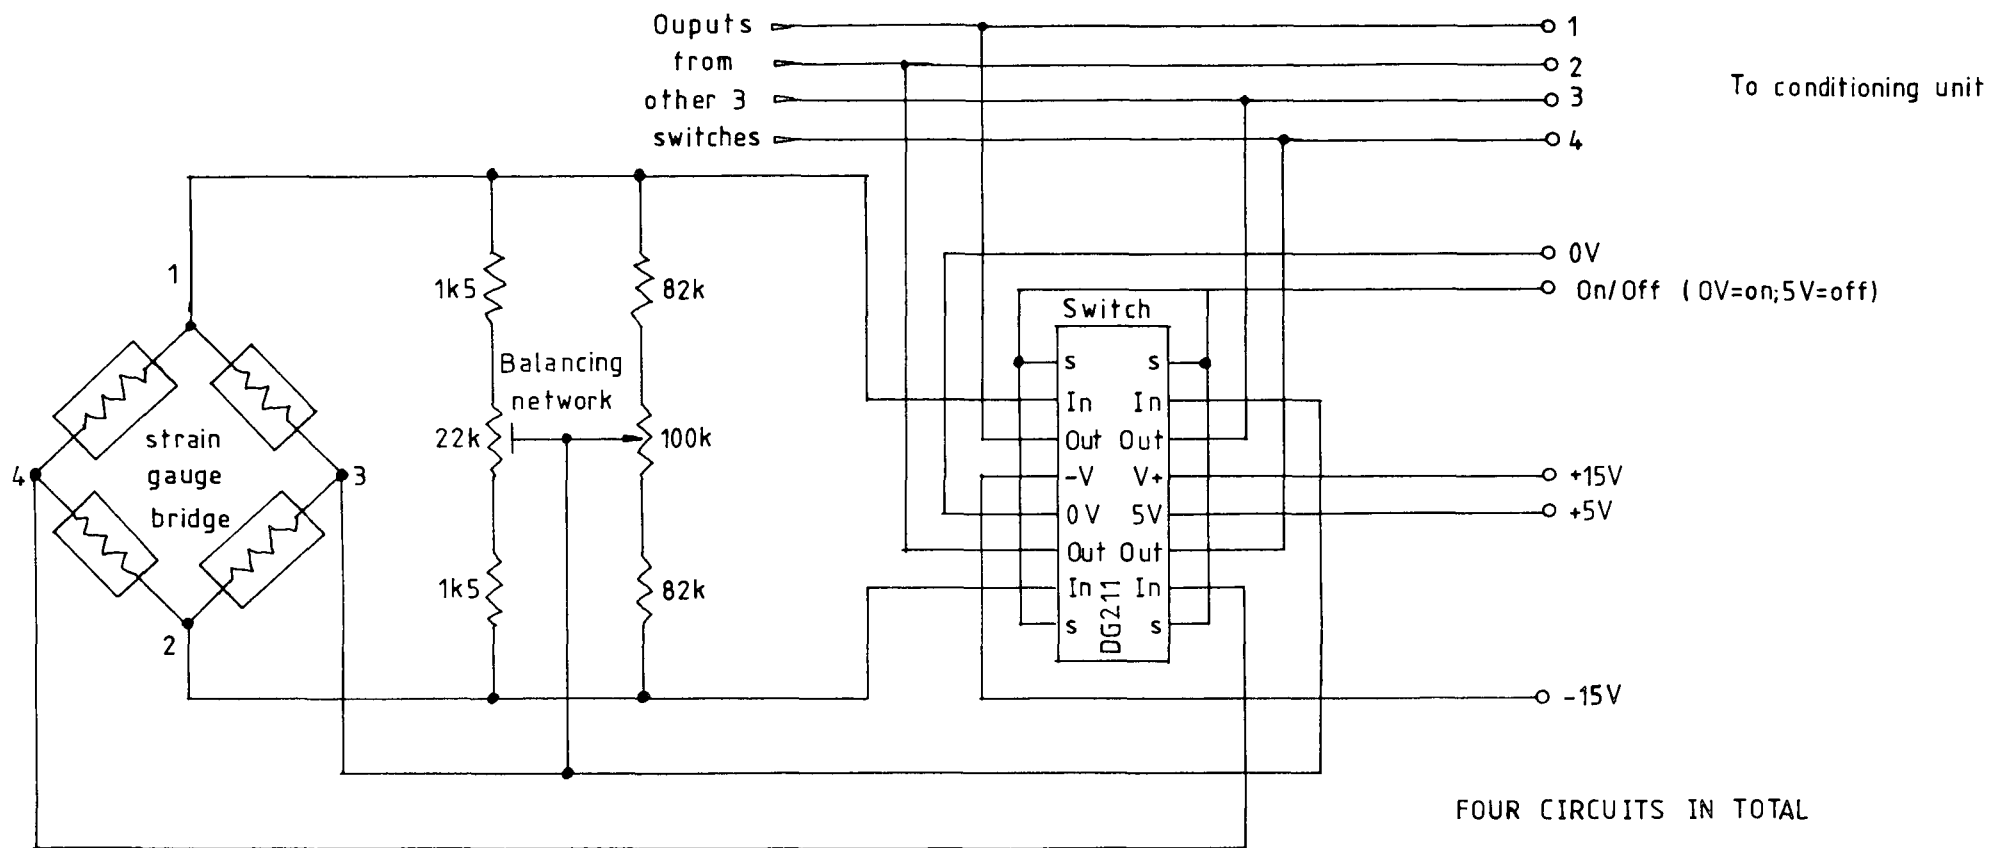 Ouputs
from
other 3
switches
1
2
3
4
To conditioning unit
0V
On/Off (0V=on;5V=off)
1
1k5
82k
Switch
Balancing
network
s s
In In
Out Out
-V V+
0V 5V
Out Out
In In
s s
DG211
22k
100k
strain
gauge
bridge
4
3
2
1k5
82k
+15V
+5V
-15V
FOUR CIRCUITS IN TOTAL